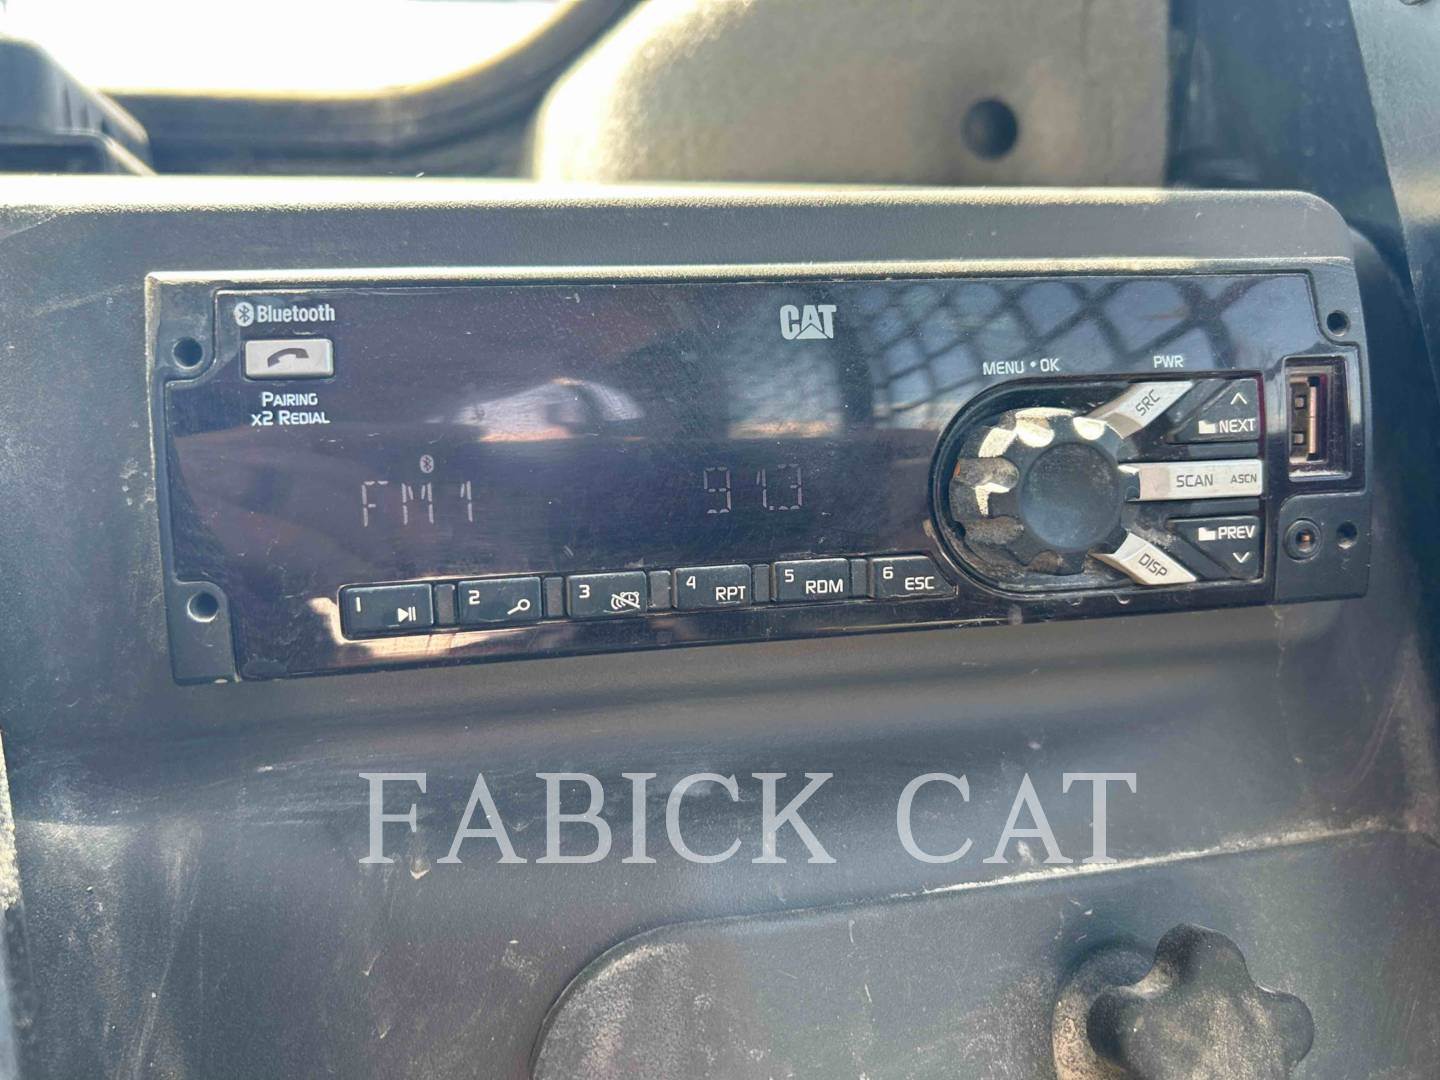 Bluetooth
CAT
MENU • OK
PWR
PAIRING
x2 REDIAL
SRC
NEXT
SCAN ASCN
PREV
DISP
FM1 91.3
1
2
3
4 RPT
5 RDM
6 ESC
FABICK CAT